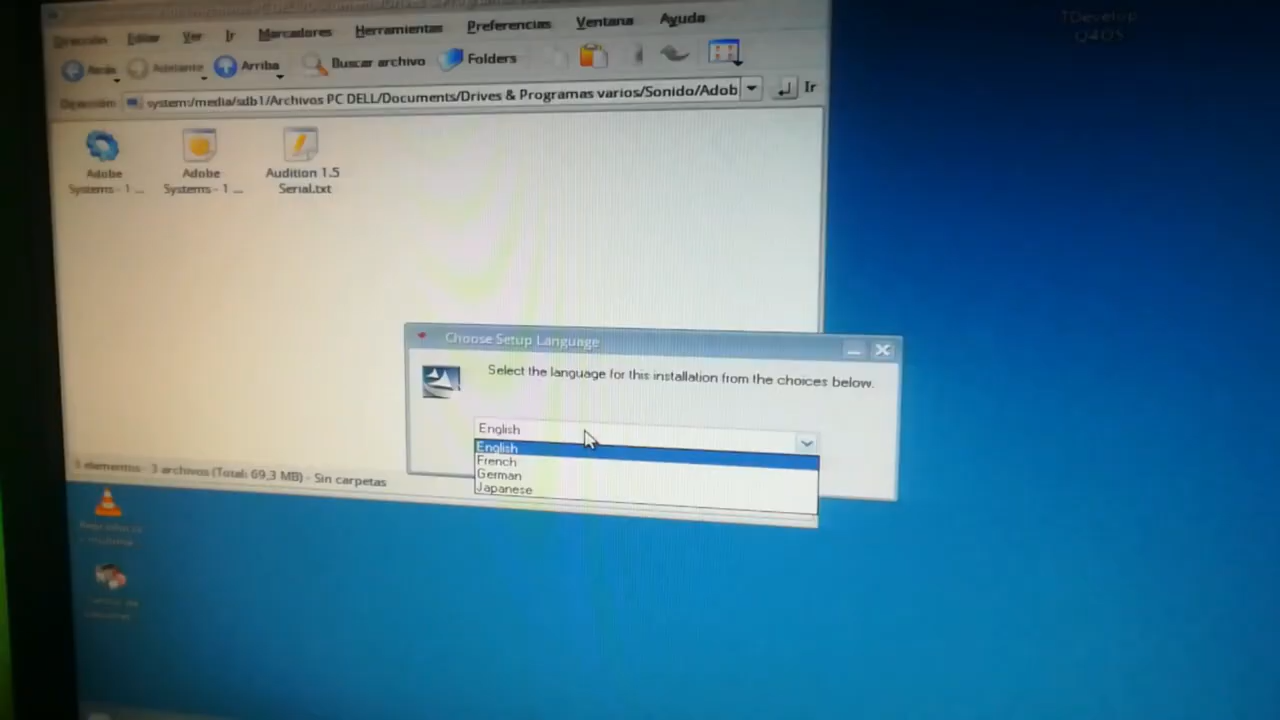 Dirección Editar Ver Ir Marcadores Herramientas Preferencias Ventana Ayuda
Atrás Adelante Arriba Buscar archivo Folders
Dirección system:/media/sdb1/Archivos PC DELL/Documents/Drives & Programas varios/Sonido/Adob Ir
Adobe
Systems - 1 ...
Adobe
Systems - 1 ...
Audition 1.5
Serial.txt
3 elementos - 3 archivos (Total: 69,3 MB) - Sin carpetas
Choose Setup Language
Select the language for this installation from the choices below.
English
English
French
German
Japanese
TDevelop
Q4OS